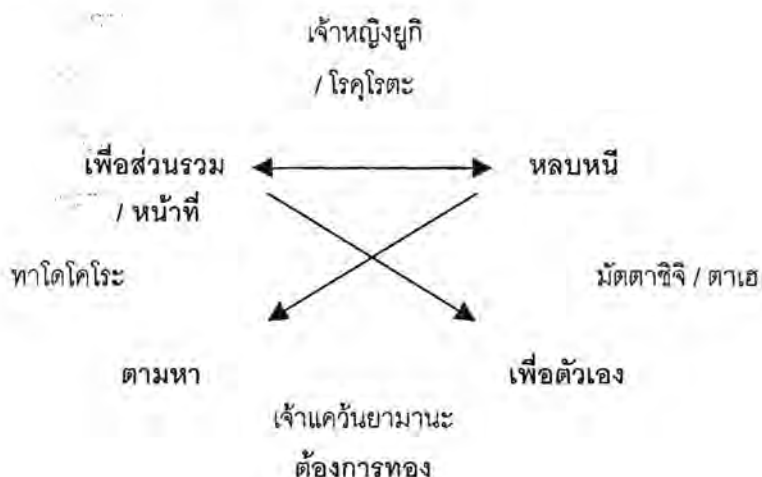 เจ้าหญิงยูกิ
/ โรคุโรตะ
เพื่อส่วนรวม
/ หน้าที่
หลบหนี
ทาโดโคโระ
มัตตาชิจิ / ตาเฮ
ตามหา
เพื่อตัวเอง
เจ้าแคว้นยามานะ
ต้องการทอง